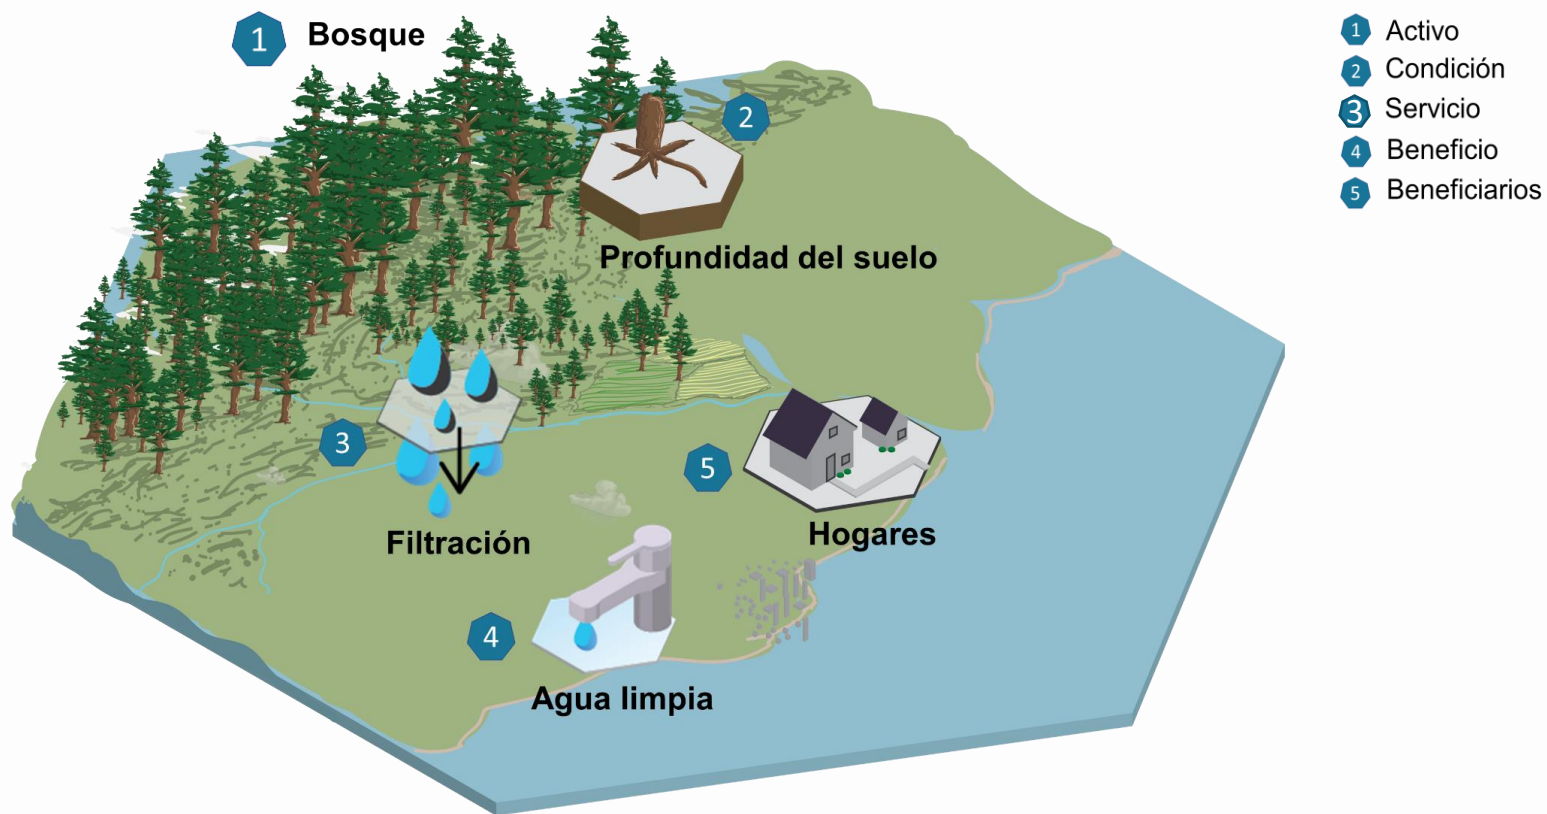 1 Bosque
1 Activo
2 Condición
3 Servicio
4 Beneficio
5 Beneficiarios
2
Profundidad del suelo
3
Filtración
5
Hogares
4
Agua limpia